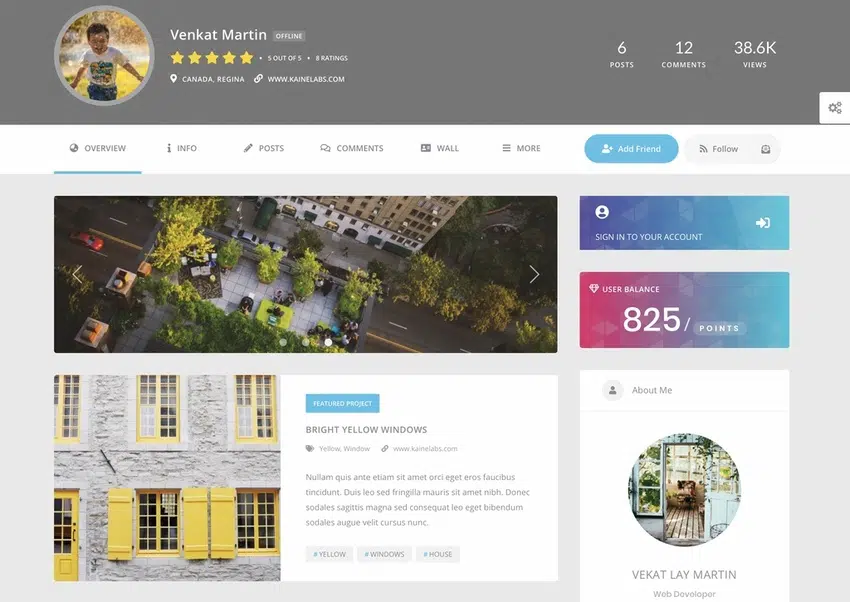 Venkat Martin OFFLINE
• 5 OUT OF 5 • 8 RATINGS
CANADA, REGINA WWW.KAINELABS.COM
6 12 38.6K
POSTS COMMENTS VIEWS
OVERVIEW INFO POSTS COMMENTS WALL MORE Add Friend Follow
SIGN IN TO YOUR ACCOUNT
USER BALANCE
825/ POINTS
About Me
FEATURED PROJECT
BRIGHT YELLOW WINDOWS
Yellow, Window www.kainelabs.com
Nullam quis ante etiam sit amet orci eget eros faucibus
tincidunt. Duis leo sed fringilla mauris sit amet nibh. Donec
sodales sagittis magna sed consequat leo eget bibendum
sodales augue velit cursus nunc.
# YELLOW # WINDOWS # HOUSE
VEKAT LAY MARTIN
Web Developer